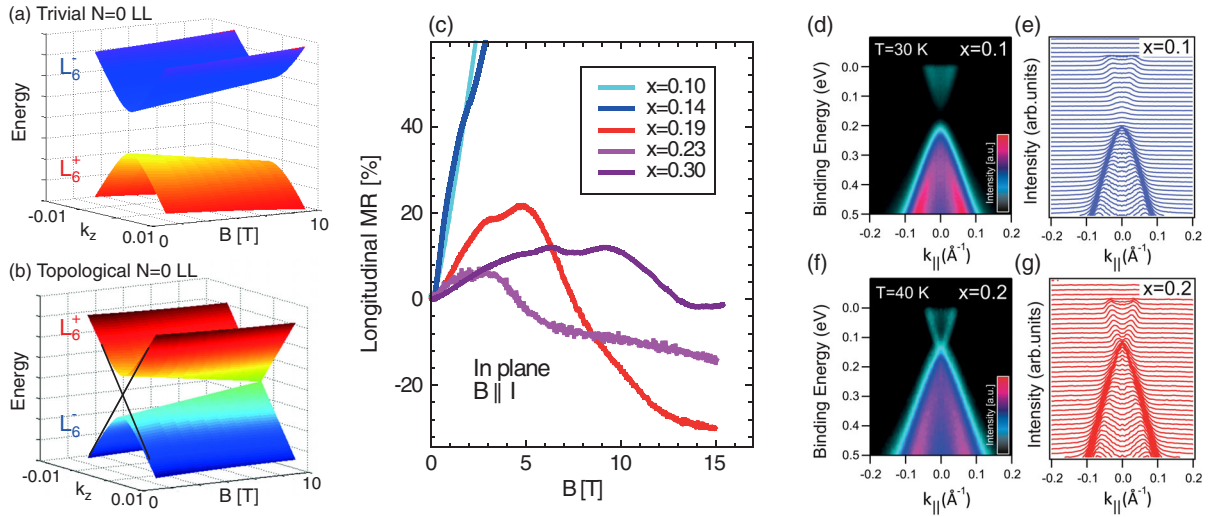 (a) Trivial N=0 LL
L6-
L6+
Energy
-0.01
kz
0.01
0
B [T]
10
(b) Topological N=0 LL
L6+
L6-
Energy
-0.01
kz
0.01
0
B [T]
10
(c)
x=0.10
x=0.14
x=0.19
x=0.23
x=0.30
Longitudinal MR [%]
40
20
0
-20
In plane
B || I
0
5
10
15
B [T]
(d)
T=30 K
x=0.1
Binding Energy (eV)
0.0
0.1
0.2
0.3
0.4
0.5
Intensity [a.u.]
-0.2
-0.1
0.0
0.1
0.2
k||(Å-1)
(e)
x=0.1
Intensity (arb.units)
-0.2
-0.1
0.0
0.1
0.2
k||(Å-1)
(f)
T=40 K
x=0.2
Binding Energy (eV)
0.0
0.1
0.2
0.3
0.4
0.5
Intensity [a.u.]
-0.2
-0.1
0.0
0.1
0.2
k||(Å-1)
(g)
x=0.2
Intensity (arb.units)
-0.2
-0.1
0.0
0.1
0.2
k||(Å-1)